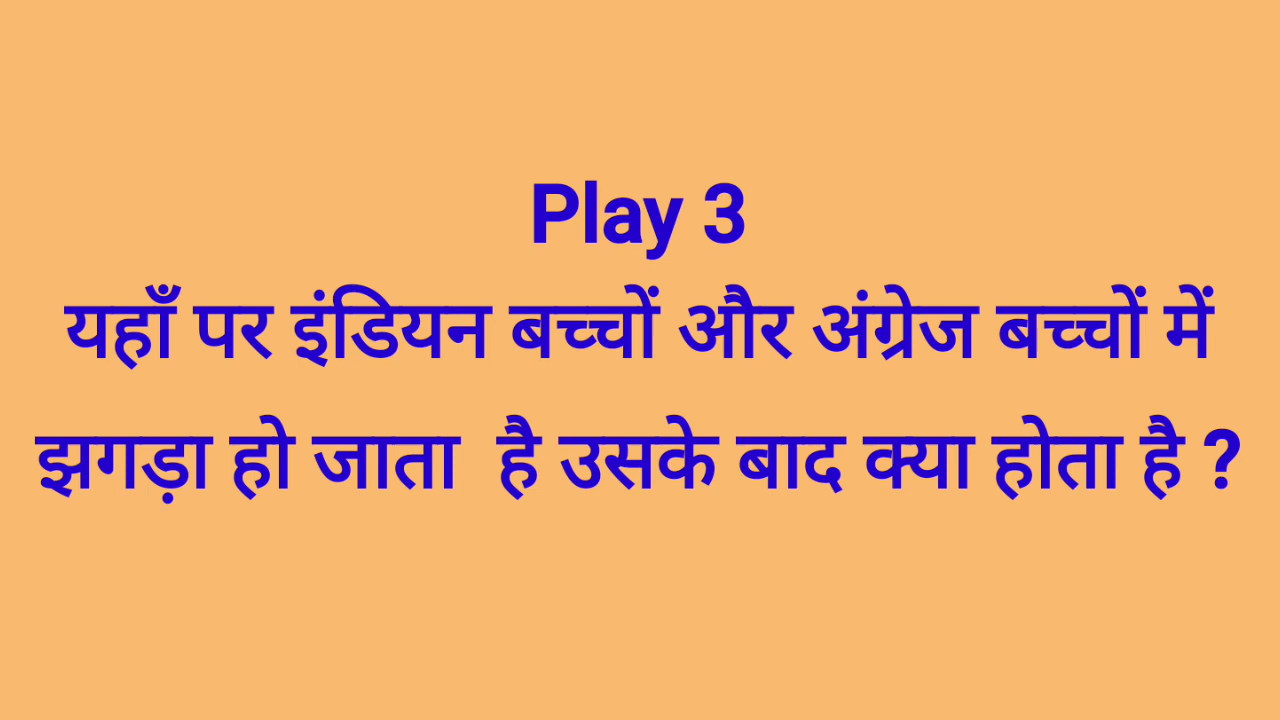 Play 3
यहाँ पर इंडियन बच्चों और अंग्रेज बच्चों में
झगड़ा हो जाता है उसके बाद क्या होता है ?